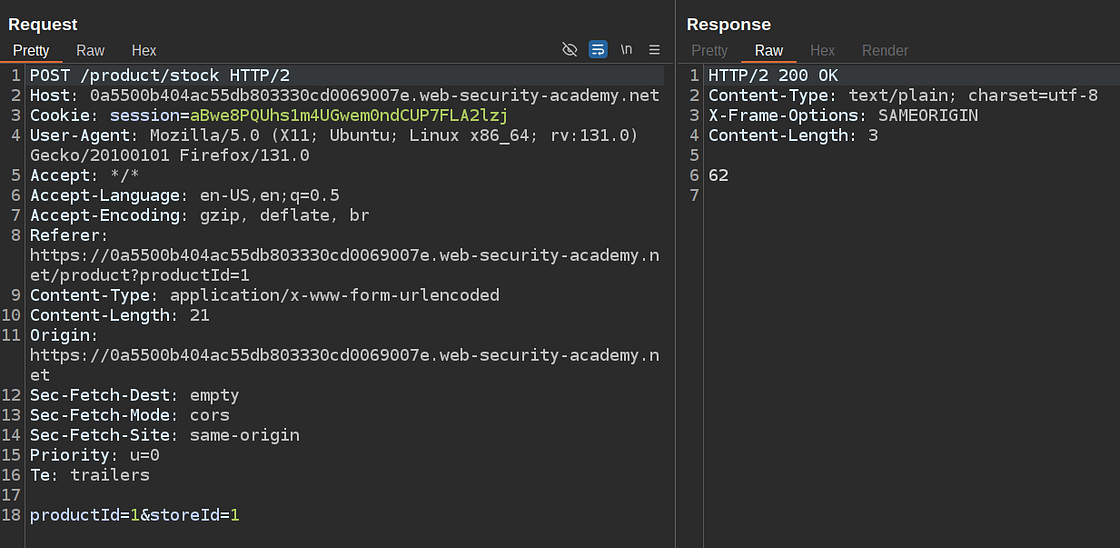 Request
Pretty Raw Hex \n
1 POST /product/stock HTTP/2
2 Host: 0a5500b404ac55db803330cd0069007e.web-security-academy.net
3 Cookie: session=aBwe8PQUhs1m4UGwem0ndCUP7FLA2lzj
4 User-Agent: Mozilla/5.0 (X11; Ubuntu; Linux x86_64; rv:131.0)
Gecko/20100101 Firefox/131.0
5 Accept: */*
6 Accept-Language: en-US,en;q=0.5
7 Accept-Encoding: gzip, deflate, br
8 Referer:
https://0a5500b404ac55db803330cd0069007e.web-security-academy.n
et/product?productId=1
9 Content-Type: application/x-www-form-urlencoded
10 Content-Length: 21
11 Origin:
https://0a5500b404ac55db803330cd0069007e.web-security-academy.n
et
12 Sec-Fetch-Dest: empty
13 Sec-Fetch-Mode: cors
14 Sec-Fetch-Site: same-origin
15 Priority: u=0
16 Te: trailers
17
18 productId=1&storeId=1
Response
Pretty Raw Hex Render
1 HTTP/2 200 OK
2 Content-Type: text/plain; charset=utf-8
3 X-Frame-Options: SAMEORIGIN
4 Content-Length: 3
5
6 62
7